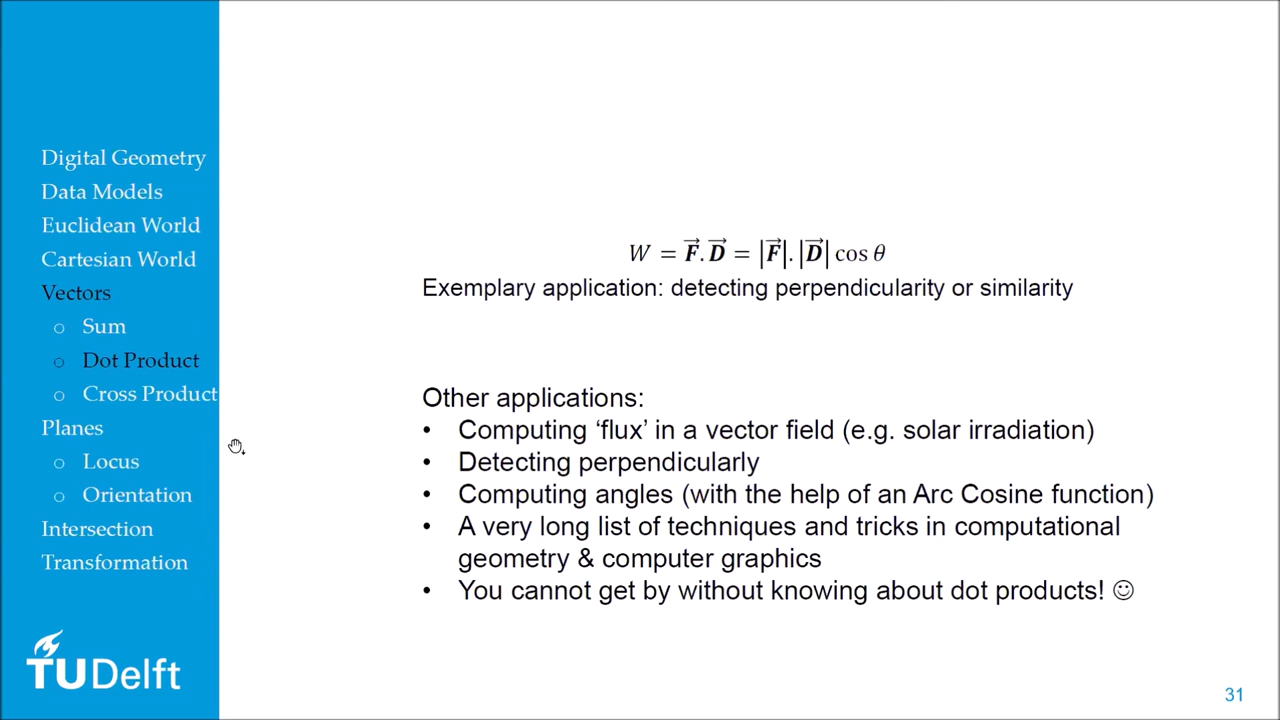 Digital Geometry
Data Models
Euclidean World
Cartesian World
Vectors
○ Sum
○ Dot Product
○ Cross Product
Planes
○ Locus
○ Orientation
Intersection
Transformation
TUDelft
W = F⃗. D⃗ = |F⃗|. |D⃗| cos θ
Exemplary application: detecting perpendicularity or similarity
Other applications:
• Computing ‘flux’ in a vector field (e.g. solar irradiation)
• Detecting perpendicularly
• Computing angles (with the help of an Arc Cosine function)
• A very long list of techniques and tricks in computational
geometry & computer graphics
• You cannot get by without knowing about dot products! ☺
31